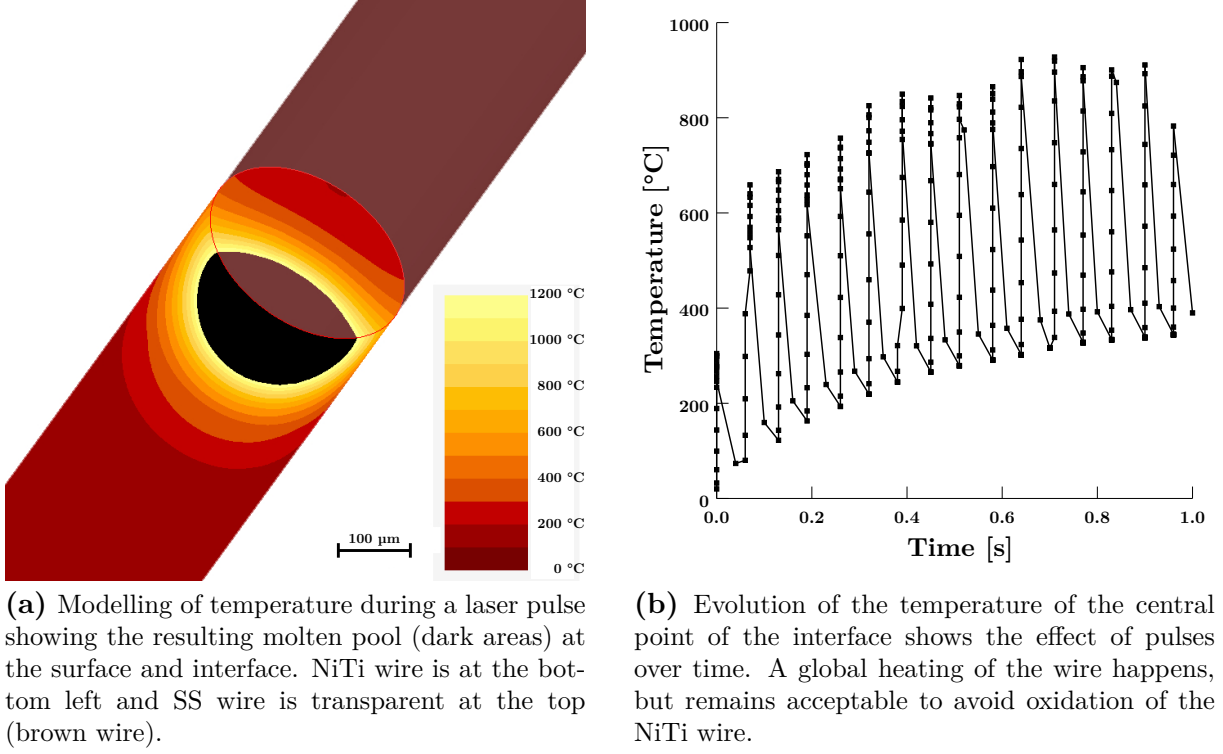 1200 °C
1000 °C
800 °C
600 °C
400 °C
200 °C
0 °C
100 µm
(a) Modelling of temperature during a laser pulse
showing the resulting molten pool (dark areas) at
the surface and interface. NiTi wire is at the bot-
tom left and SS wire is transparent at the top
(brown wire).
Temperature [°C]
1000
800
600
400
200
0
0.0 0.2 0.4 0.6 0.8 1.0
Time [s]
(b) Evolution of the temperature of the central
point of the interface shows the effect of pulses
over time. A global heating of the wire happens,
but remains acceptable to avoid oxidation of the
NiTi wire.